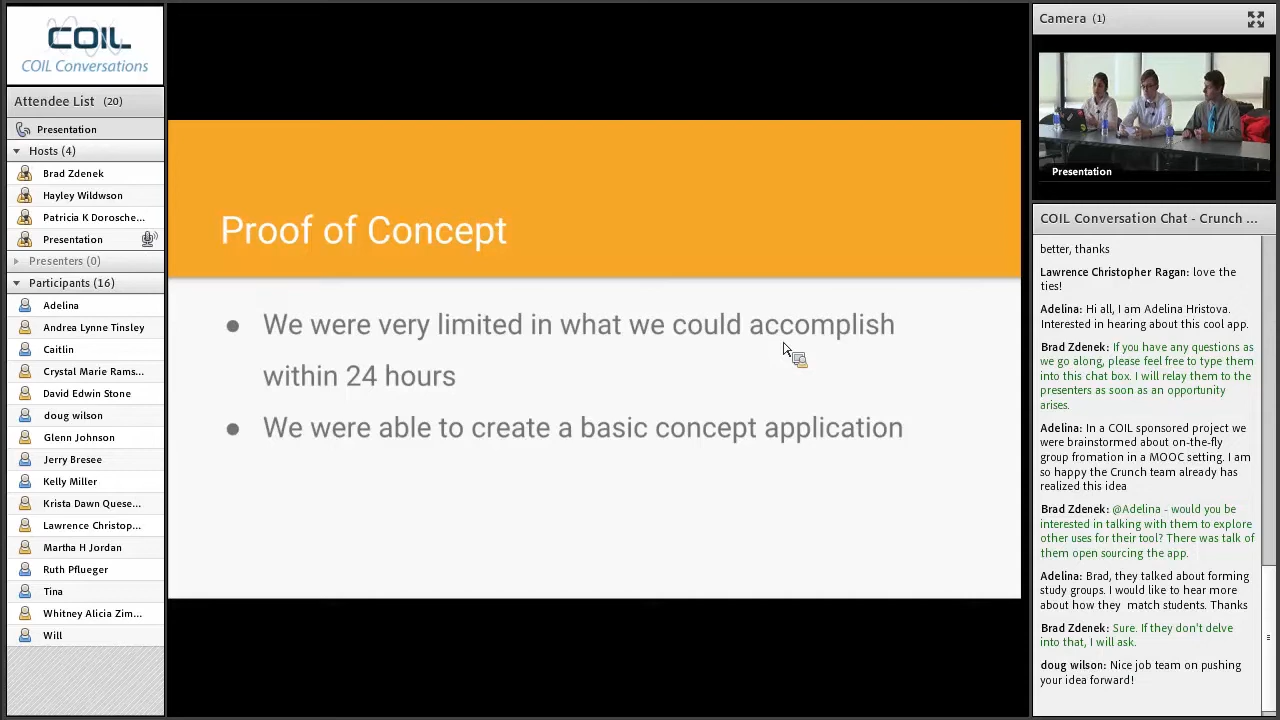 COIL
COIL Conversations
Attendee List (20)
Presentation
Hosts (4)
Brad Zdenek
Hayley Wildwson
Patricia K Dorosche...
Presentation
Presenters (0)
Participants (16)
Adelina
Andrea Lynne Tinsley
Caitlin
Crystal Marie Rams...
David Edwin Stone
doug wilson
Glenn Johnson
Jerry Bresee
Kelly Miller
Krista Dawn Quese...
Lawrence Christop...
Martha H Jordan
Ruth Pflueger
Tina
Whitney Alicia Zim...
Will
Proof of Concept
● We were very limited in what we could accomplish
within 24 hours
● We were able to create a basic concept application
Camera (1)
Presentation
COIL Conversation Chat - Crunch ...
better, thanks
Lawrence Christopher Ragan: love the
ties!
Adelina: Hi all, I am Adelina Hristova.
Interested in hearing about this cool app.
Brad Zdenek: If you have any questions as
we go along, please feel free to type them
into this chat box. I will relay them to the
presenters as soon as an opportunity
arises.
Adelina: In a COIL sponsored project we
were brainstormed about on-the-fly
group fromation in a MOOC setting. I am
so happy the Crunch team already has
realized this idea
Brad Zdenek: @Adelina - would you be
interested in talking with them to explore
other uses for their tool? There was talk of
them open sourcing the app.
Adelina: Brad, they talked about forming
study groups. I would like to hear more
about how they match students. Thanks
Brad Zdenek: Sure. If they don't delve
into that, I will ask.
doug wilson: Nice job team on pushing
your idea forward!